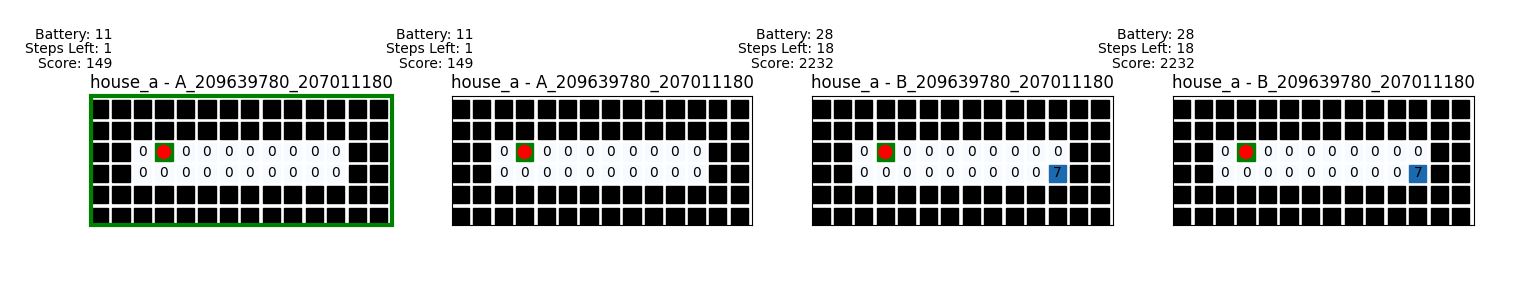 Battery: 11
Steps Left: 1
Score: 149
house_a - A_209639780_207011180
0 0 0 0 0 0 0 0 0
0 0 0 0 0 0 0 0 0 0
Battery: 11
Steps Left: 1
Score: 149
house_a - A_209639780_207011180
0 0 0 0 0 0 0 0 0
0 0 0 0 0 0 0 0 0 0
Battery: 28
Steps Left: 18
Score: 2232
house_a - B_209639780_207011180
0 0 0 0 0 0 0 0 0
0 0 0 0 0 0 0 0 0 7
Battery: 28
Steps Left: 18
Score: 2232
house_a - B_209639780_207011180
0 0 0 0 0 0 0 0 0
0 0 0 0 0 0 0 0 0 7